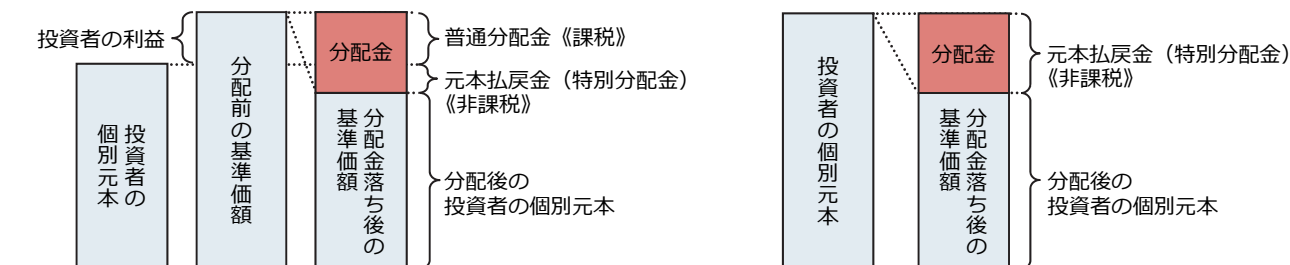 投資者の利益
投資者の
個別元本
分配前の基準価額
分配金
分配金落ち後の
基準価額
普通分配金《課税》
元本払戻金（特別分配金）
《非課税》
分配後の
投資者の個別元本
投資者の個別元本
分配金
分配金落ち後の
基準価額
元本払戻金（特別分配金）
《非課税》
分配後の
投資者の個別元本